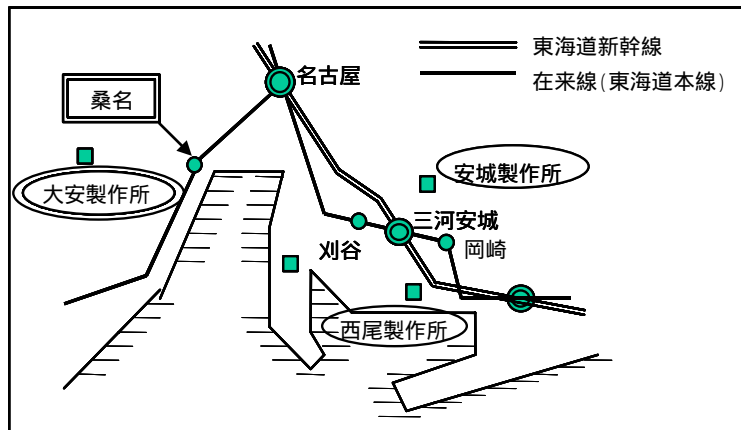 東海道新幹線
名古屋
在来線(東海道本線)
桑名
大安製作所
安城製作所
三河安城
刈谷
岡崎
西尾製作所